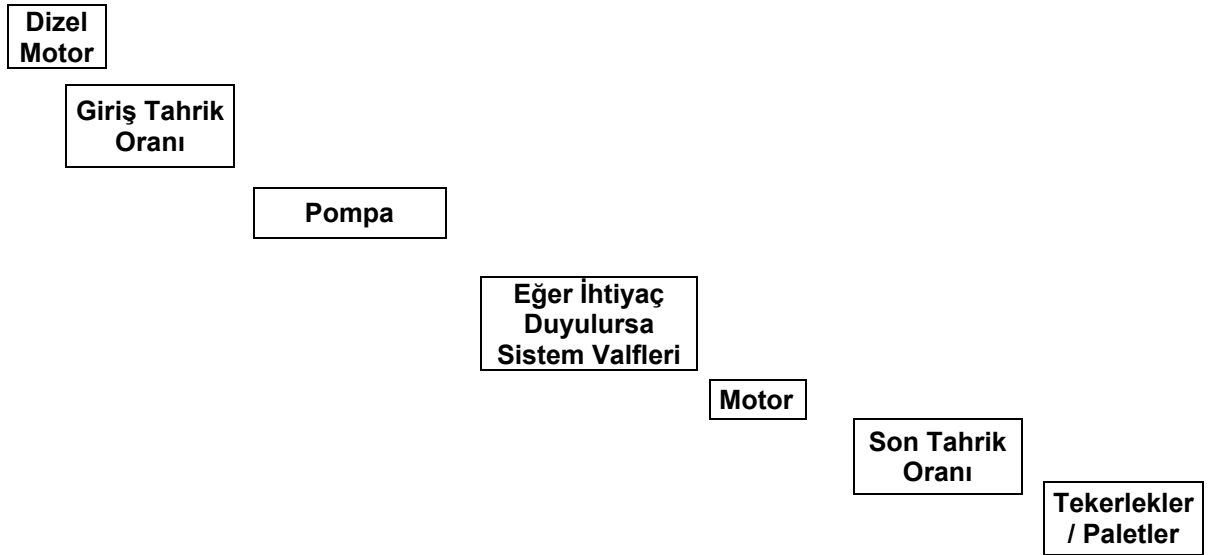 Dizel
Motor
Giriş Tahrik
Oranı
Pompa
Eğer İhtiyaç
Duyulursa
Sistem Valfleri
Motor
Son Tahrik
Oranı
Tekerlekler
/ Paletler